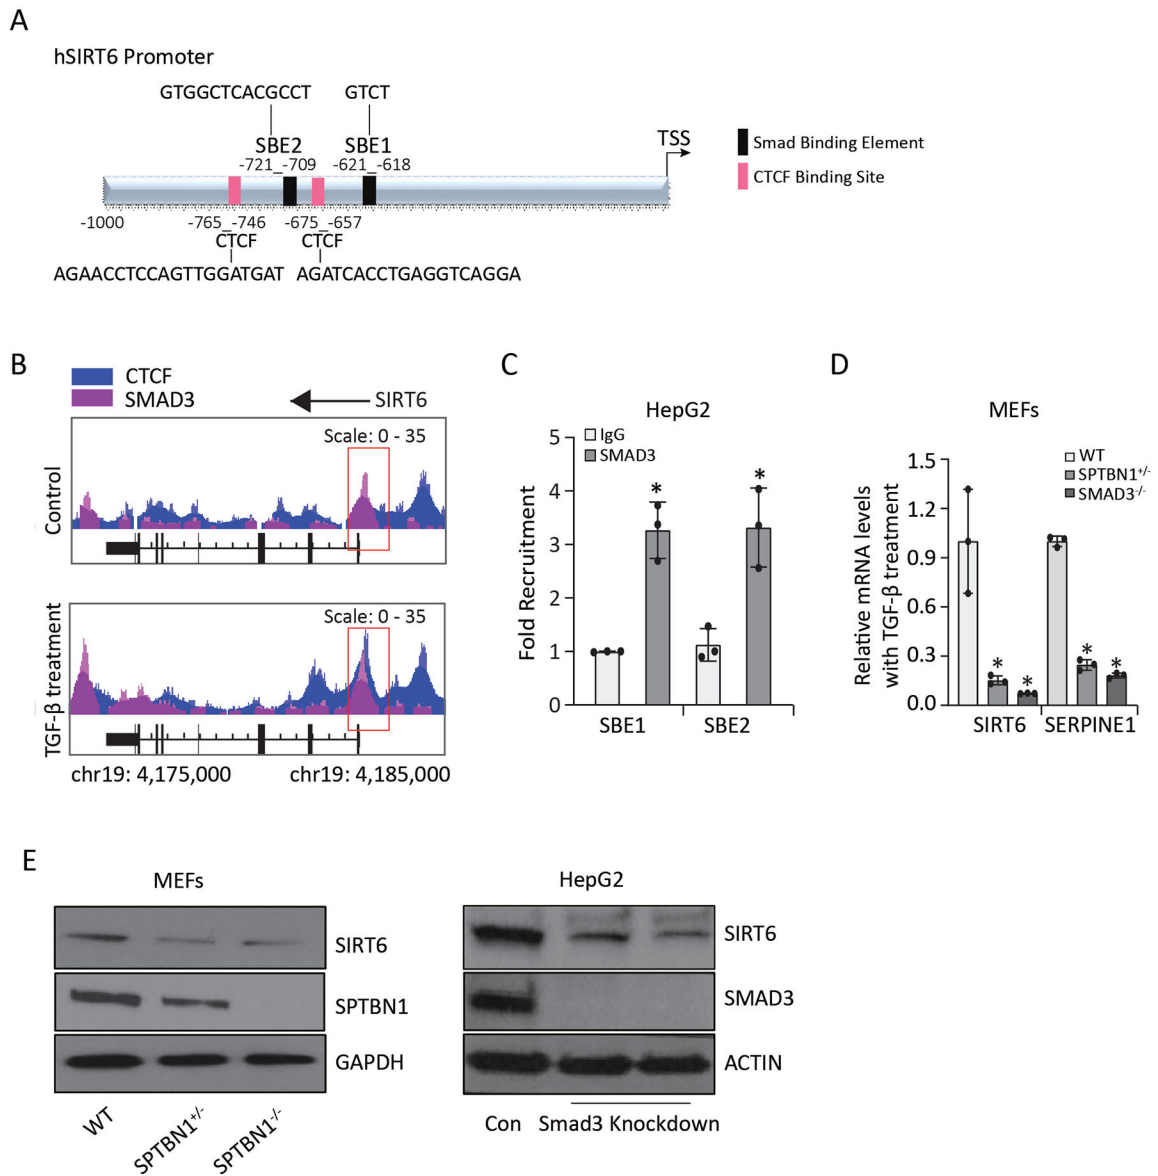 A
hSIRT6 Promoter
GTGGCTCACGCCT GTCT
SBE2 SBE1
-721_-709 -621_-618
TSS
Smad Binding Element
CTCF Binding Site
-1000 -765_-746 -675_-657
CTCF CTCF
AGAACCTCCAGTTGGATGAT AGATCACCTGAGGTCAGGA
B
CTCF
SMAD3
SIRT6
Control
Scale: 0 - 35
TGF-β treatment
Scale: 0 - 35
chr19: 4,175,000 chr19: 4,185,000
C
HepG2
IgG
SMAD3
Fold Recruitment
5
4
3
2
1
0
* *
SBE1 SBE2
D
MEFs
WT
SPTBN1+/-
SMAD3-/-
Relative mRNA levels
with TGF-β treatment
1.5
1.2
0.9
0.6
0.3
0.0
* * * *
SIRT6 SERPINE1
E
MEFs
SIRT6
SPTBN1
GAPDH
WT
SPTBN1+/-
SPTBN1-/-
HepG2
SIRT6
SMAD3
ACTIN
Con Smad3 Knockdown